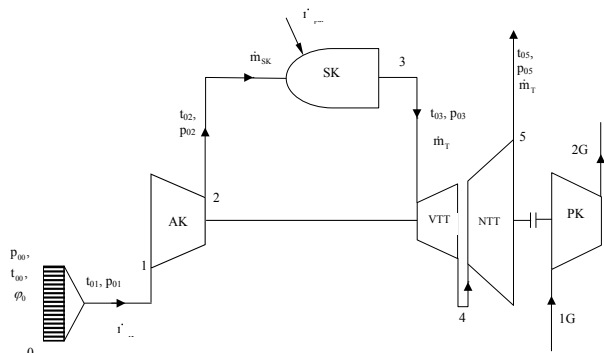 ṁSK
SK
3
t02,
p02
t03, p03
ṁT
t05,
p05
ṁT
5
2G
2
AK
VTT
NTT
PK
p00,
t00,
φ0
1
t01, p01
4
1G
0